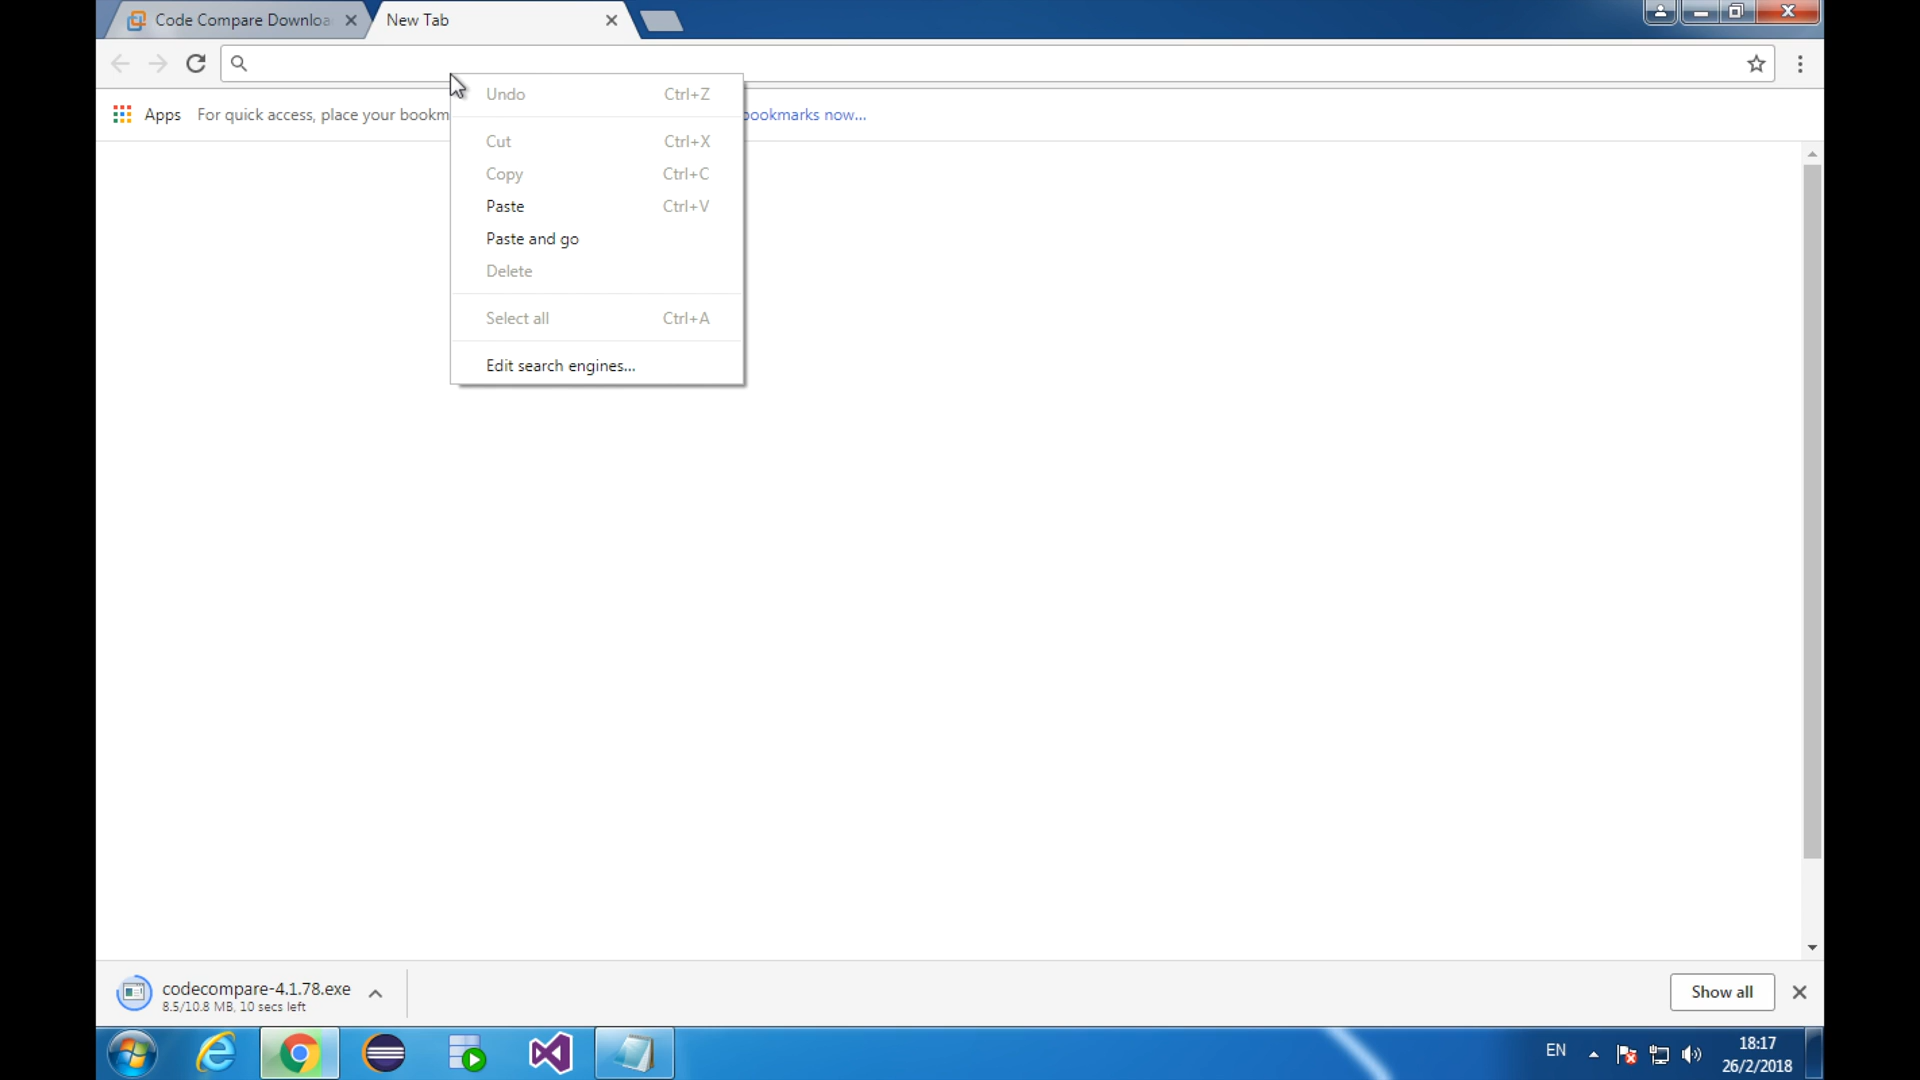 Code Compare Downloa
New Tab
Apps For quick access, place your bookm
bookmarks now...
Undo Ctrl+Z
Cut Ctrl+X
Copy Ctrl+C
Paste Ctrl+V
Paste and go
Delete
Select all Ctrl+A
Edit search engines...
codecompare-4.1.78.exe
8.5/10.8 MB, 10 secs left
Show all
EN
18:17
26/2/2018